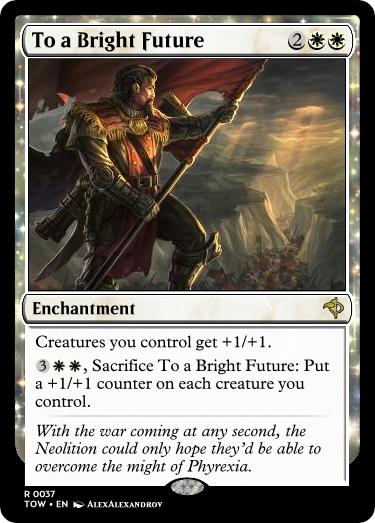 To a Bright Future 2
Enchantment
Creatures you control get +1/+1.
3, Sacrifice To a Bright Future: Put
a +1/+1 counter on each creature you
control.
With the war coming at any second, the
Neolition could only hope they'd be able to
overcome the might of Phyrexia.
R 0037
TOW • EN AlexAlexandrov